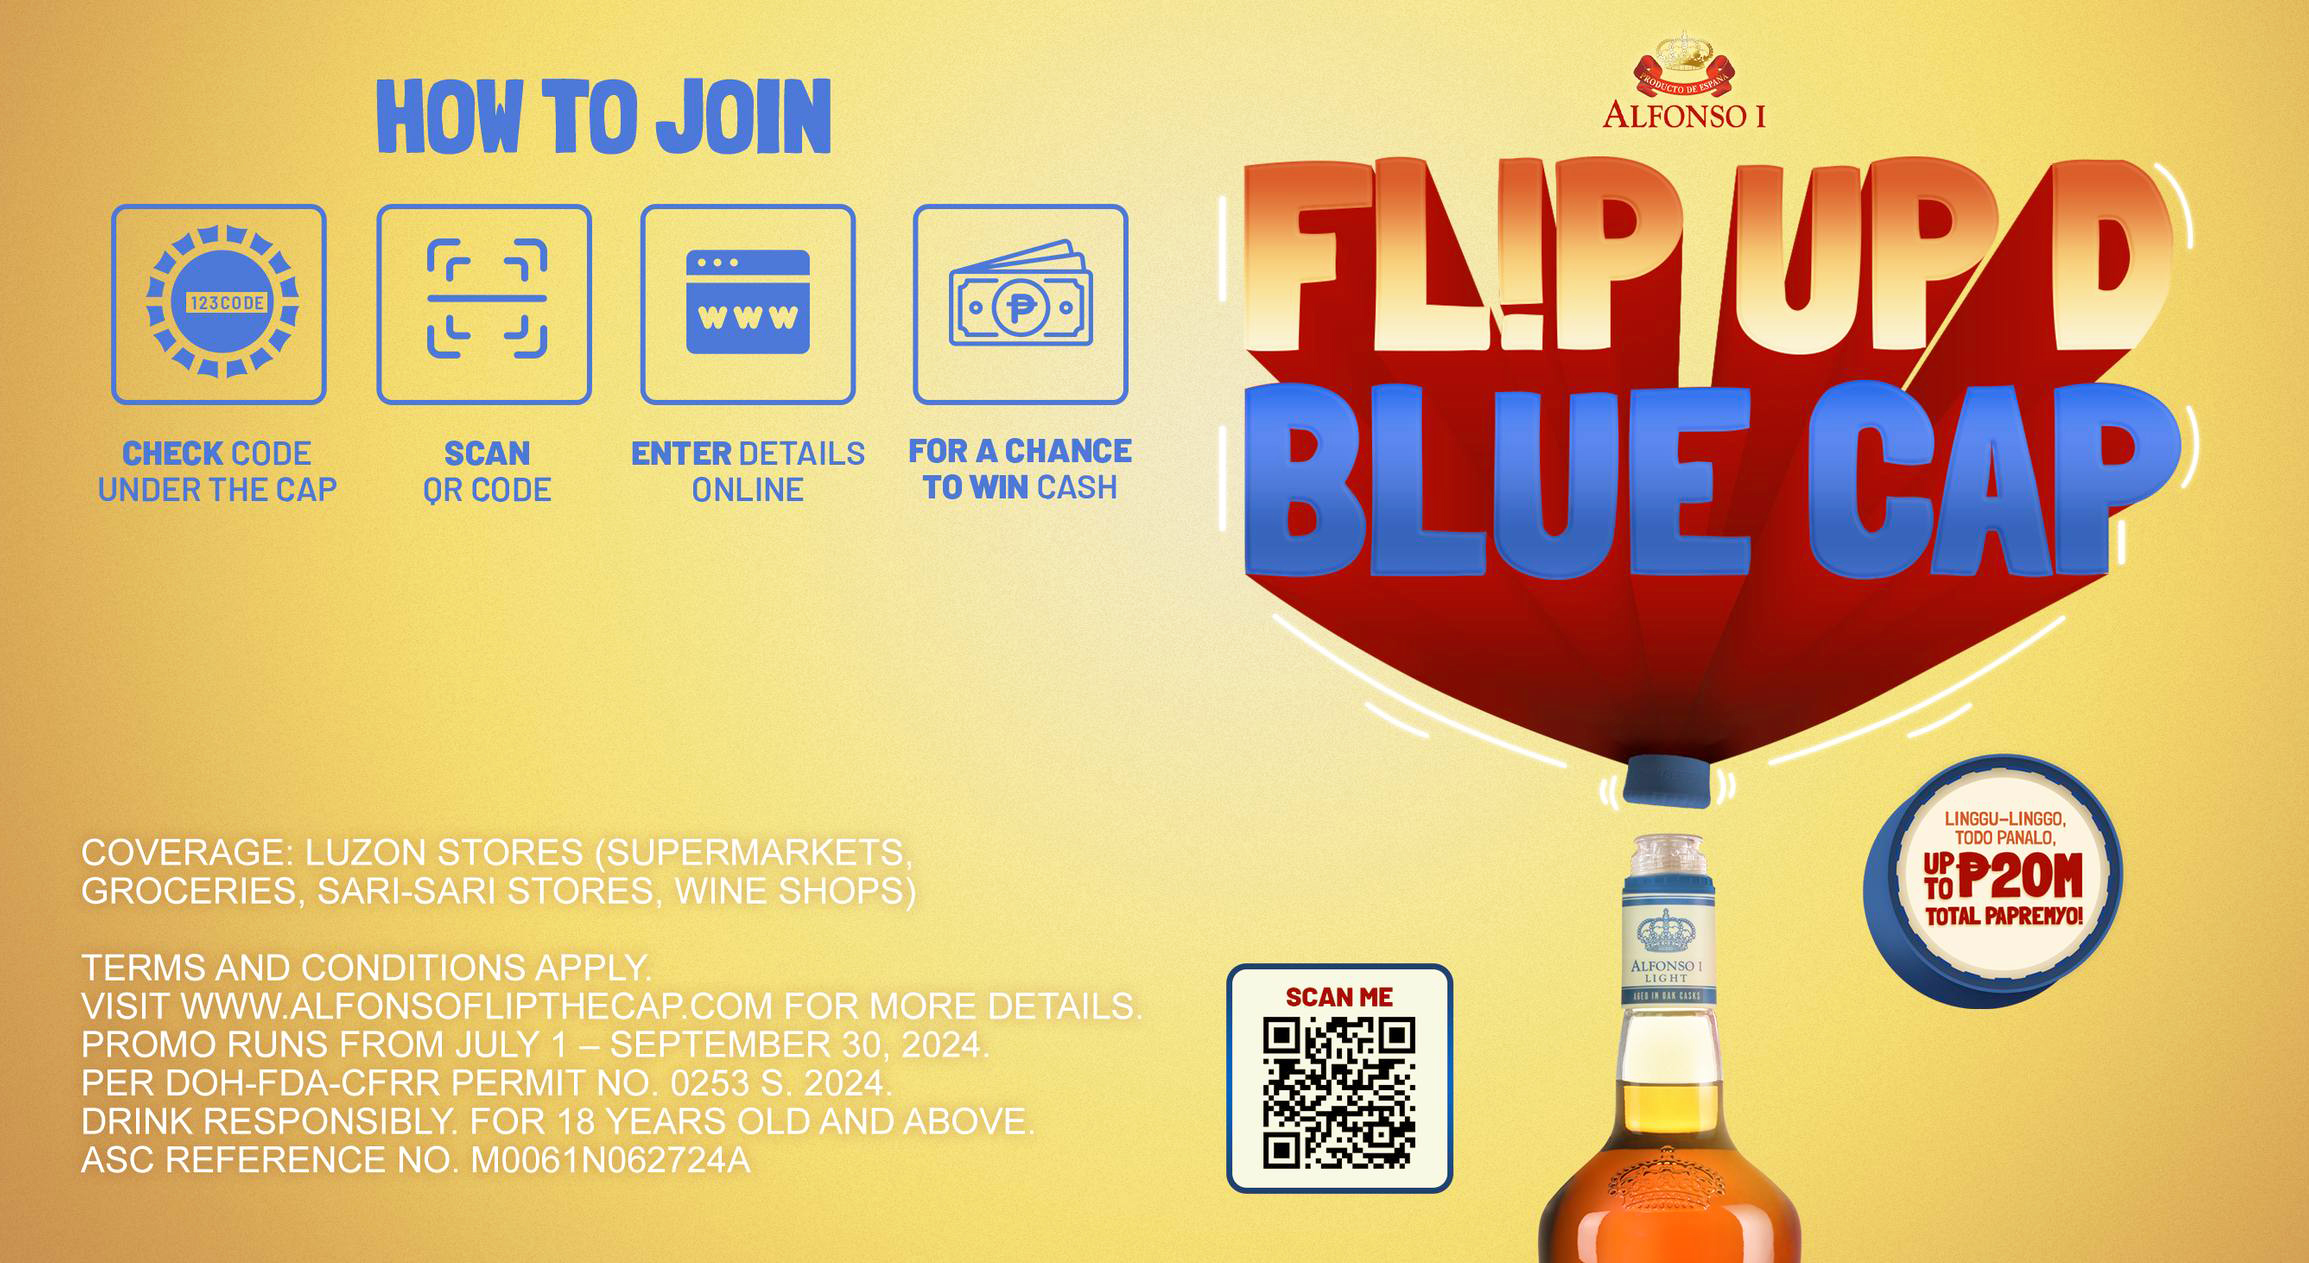 HOW TO JOIN
123CODE
WWW
₱
CHECK CODE
UNDER THE CAP
SCAN
QR CODE
ENTER DETAILS
ONLINE
FOR A CHANCE
TO WIN CASH
COVERAGE: LUZON STORES (SUPERMARKETS,
GROCERIES, SARI-SARI STORES, WINE SHOPS)
TERMS AND CONDITIONS APPLY.
VISIT WWW.ALFONSOFLIPTHECAP.COM FOR MORE DETAILS.
PROMO RUNS FROM JULY 1 – SEPTEMBER 30, 2024.
PER DOH-FDA-CFRR PERMIT NO. 0253 S. 2024.
DRINK RESPONSIBLY. FOR 18 YEARS OLD AND ABOVE.
ASC REFERENCE NO. M0061N062724A
PRODUCTO DE ESPAÑA
ALFONSO I
FL!P UP D
BLUE CAP
LINGGU-LINGGO,
TODO PANALO,
UP TO ₱20M
TOTAL PAPREMYO!
ALFONSO I
LIGHT
AGED IN OAK CASKS
SCAN ME